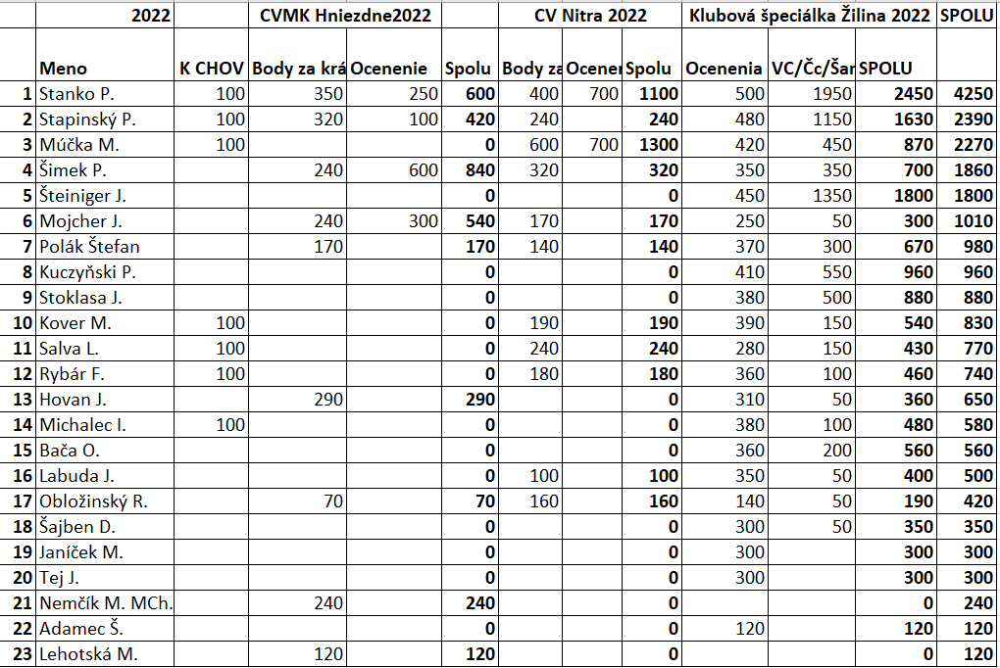 2022 CVMK Hniezdne2022 CV Nitra 2022 Klubová špeciálka Žilina 2022 SPOLU
Meno K CHOV Body za krá Ocenenie Spolu Body za Ocenen Spolu Ocenenia VC/Čc/Šam SPOLU
1 Stanko P. 100 350 250 600 400 700 1100 500 1950 2450 4250
2 Stapinský P. 100 320 100 420 240 240 480 1150 1630 2390
3 Múčka M. 100 0 600 700 1300 420 450 870 2270
4 Šimek P. 240 600 840 320 320 350 350 700 1860
5 Šteiniger J. 0 0 450 1350 1800 1800
6 Mojcher J. 240 300 540 170 170 250 50 300 1010
7 Polák Štefan 170 170 140 140 370 300 670 980
8 Kuczyňski P. 0 0 410 550 960 960
9 Stoklasa J. 0 0 380 500 880 880
10 Kover M. 100 0 190 190 390 150 540 830
11 Salva L. 100 0 240 240 280 150 430 770
12 Rybár F. 100 0 180 180 360 100 460 740
13 Hovan J. 290 290 0 310 50 360 650
14 Michalec I. 100 0 0 380 100 480 580
15 Bača O. 0 0 360 200 560 560
16 Labuda J. 0 100 100 350 50 400 500
17 Obložinský R. 70 70 160 160 140 50 190 420
18 Šajben D. 0 0 300 50 350 350
19 Janíček M. 0 0 300 300 300
20 Tej J. 0 0 300 300 300
21 Nemčík M. MCh. 240 240 0 0 240
22 Adamec Š. 0 0 120 120 120
23 Lehotská M. 120 120 0 0 120